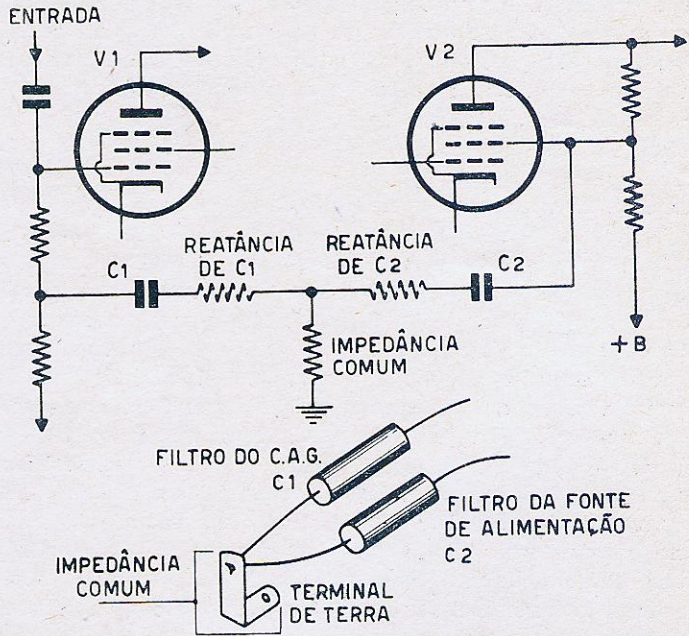 ENTRADA
V1
V2
REATÂNCIA
DE C1
REATÂNCIA
DE C2
C1
C2
IMPEDÂNCIA
COMUM
+B
FILTRO DO C.A.G.
C1
FILTRO DA FONTE
DE ALIMENTAÇÃO
C2
IMPEDÂNCIA
COMUM
TERMINAL
DE TERRA